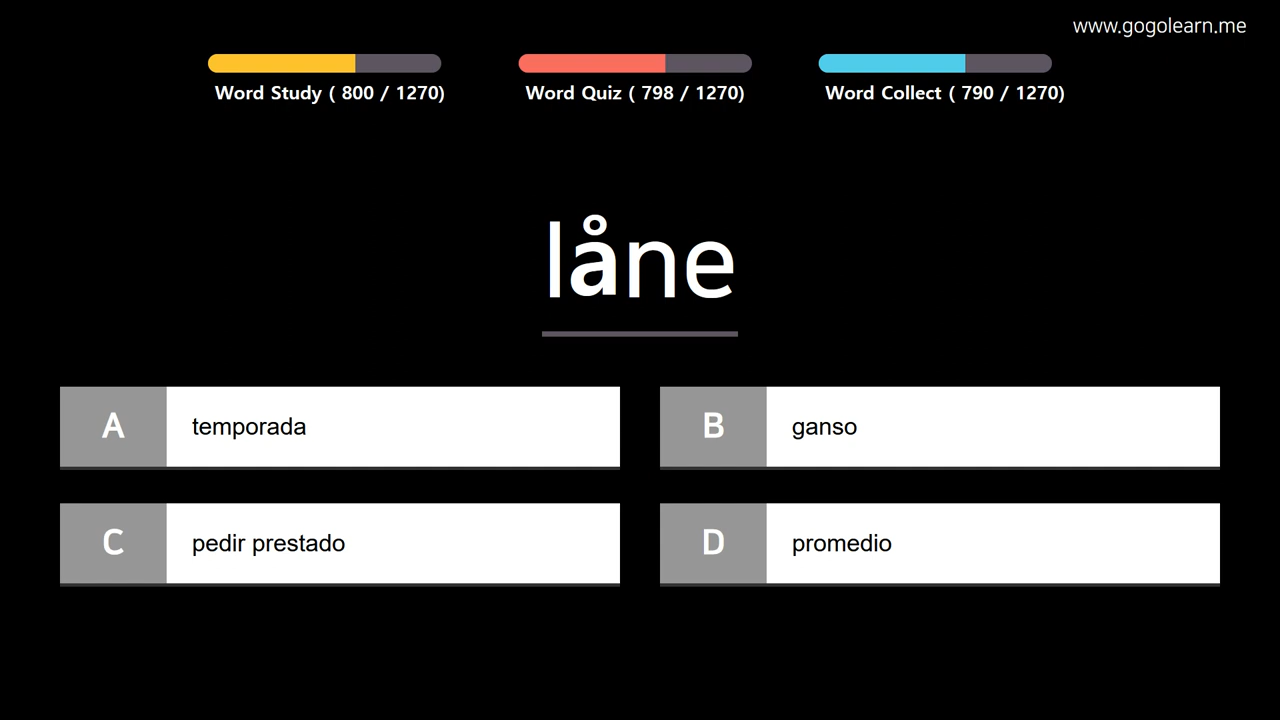 www.gogolearn.me
Word Study ( 800 / 1270)
Word Quiz ( 798 / 1270)
Word Collect ( 790 / 1270)
låne
A temporada
B ganso
C pedir prestado
D promedio